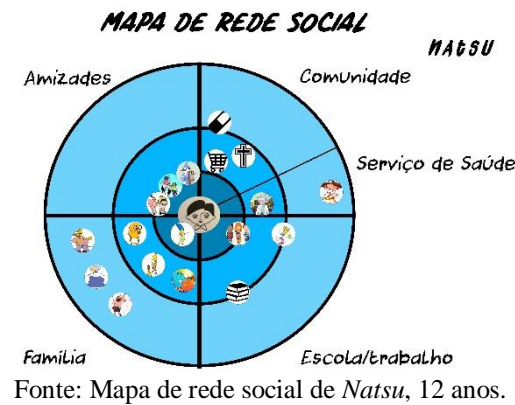 MAPA DE REDE SOCIAL
NATSU
Amizades
Comunidade
Serviço de Saúde
Família
Escola/trabalho
Fonte: Mapa de rede social de Natsu, 12 anos.